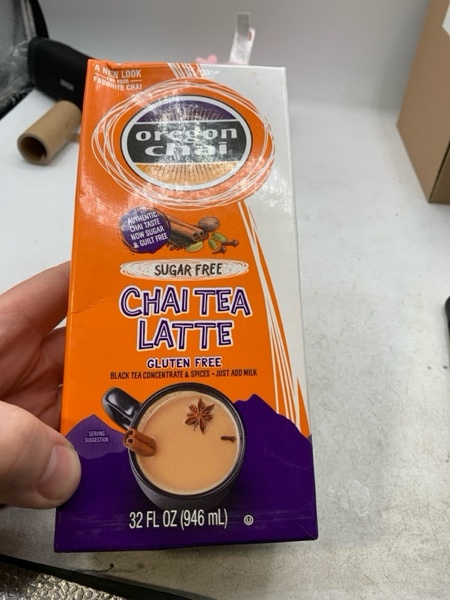 A NEW LOOK
FOR YOUR
FAVORITE CHAI
oregon
chai
AUTHENTIC
CHAI TASTE
NOW SUGAR
& GUILT FREE
SUGAR FREE
CHAI TEA
LATTE
GLUTEN FREE
BLACK TEA CONCENTRATE & SPICES • JUST ADD MILK
SERVING
SUGGESTION
32 FL OZ (946 mL)
U